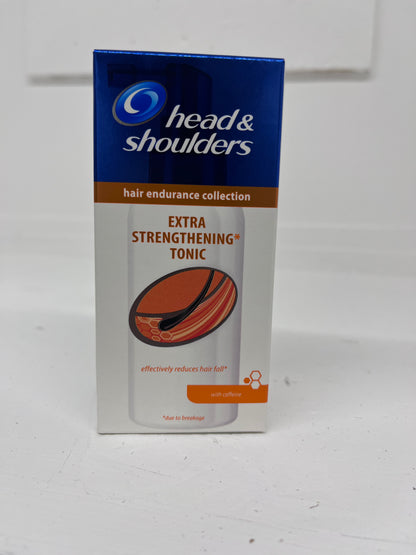 head &
shoulders
hair endurance collection
EXTRA
STRENGTHENING*
TONIC
effectively reduces hair fall*
with caffeine
*due to breakage